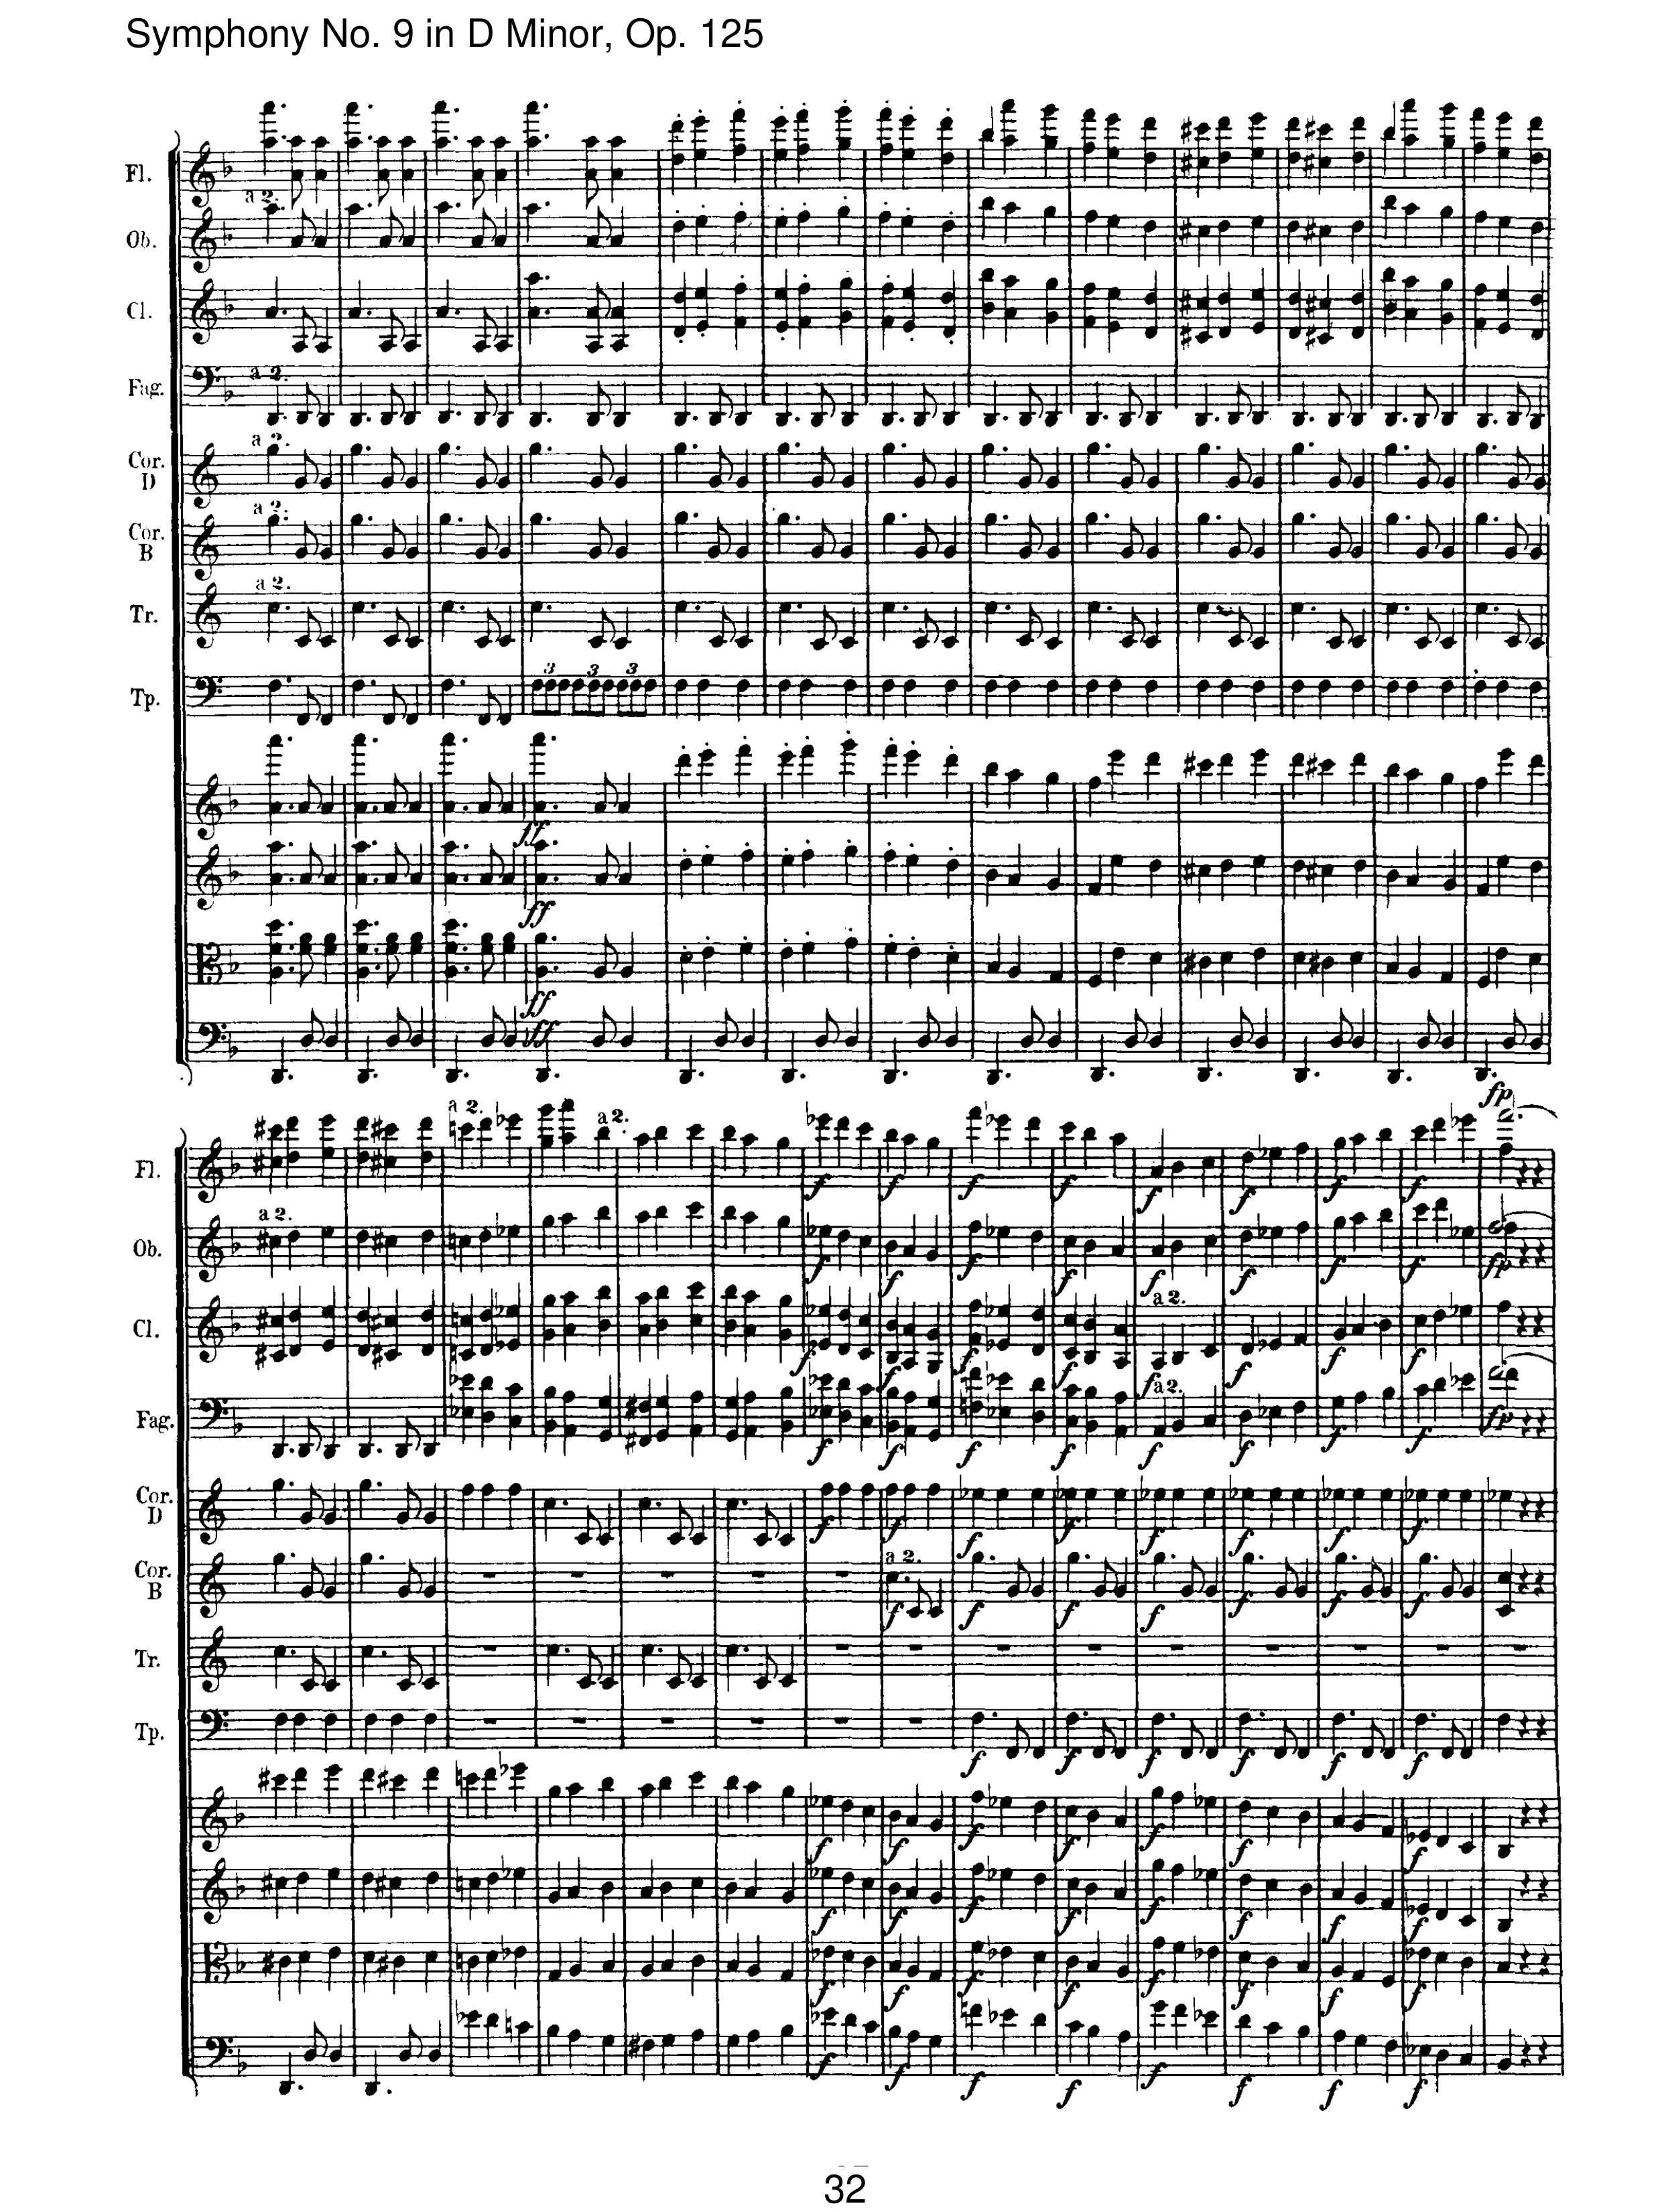 Symphony No. 9 in D Minor, Op. 125
Fl.
a 2.
Ob.
Cl.
a 2.
Fag.
a 2.
Cor. D
a 2.
Cor. B
a 2.
Tr.
3 3 3
Tp.
ff
ff
ff
ff
fp
a 2. a 2.
Fl.
f f f f f f f f
a 2.
Ob.
f f f f f f f f fp
Cl.
a 2.
f f f f f f f f
a 2.
Fag.
f f f f f f f f fp
Cor. D
f f f f f f f f
a 2.
Cor. B
f f f f f f f
Tr.
Tp.
f f f f f f
f f f f f f f
f f f f f f f f
f f f f f f f f
f f f f f f f f
32